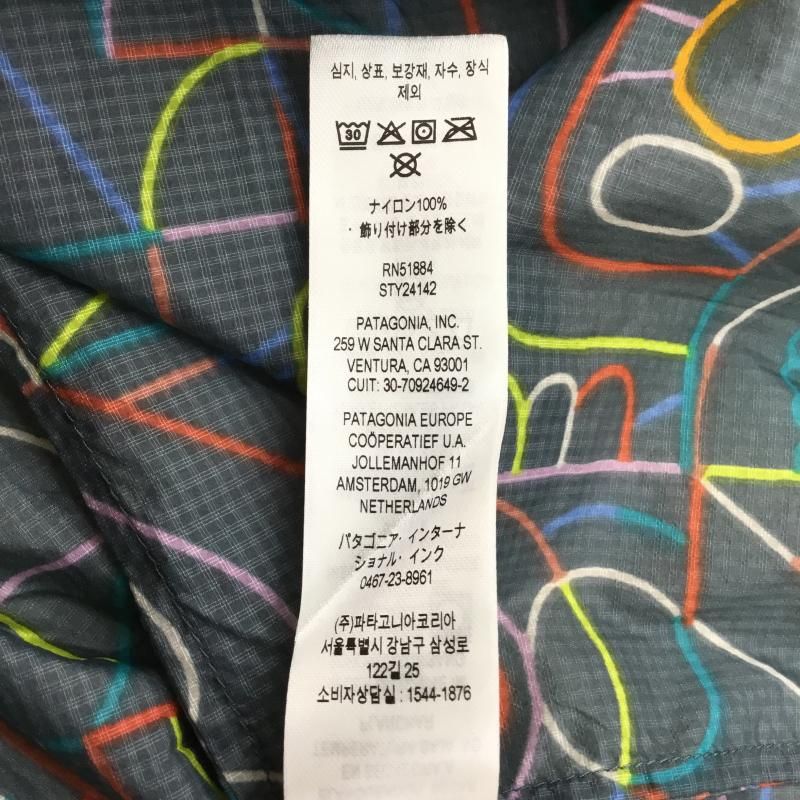 심지, 상표, 보강재, 자수, 장식
제외
30
ナイロン100%
・飾り付け部分を除く
RN51884
STY24142
PATAGONIA, INC.
259 W SANTA CLARA ST.
VENTURA, CA 93001
CUIT: 30-70924649-2
PATAGONIA EUROPE
COÖPERATIEF U.A.
JOLLEMANHOF 11
AMSTERDAM, 1019 GW
NETHERLANDS
パタゴニア・インターナ
ショナル・インク
0467-23-8961
(주)파타고니아코리아
서울특별시 강남구 삼성로
122길 25
소비자상담실 : 1544-1876